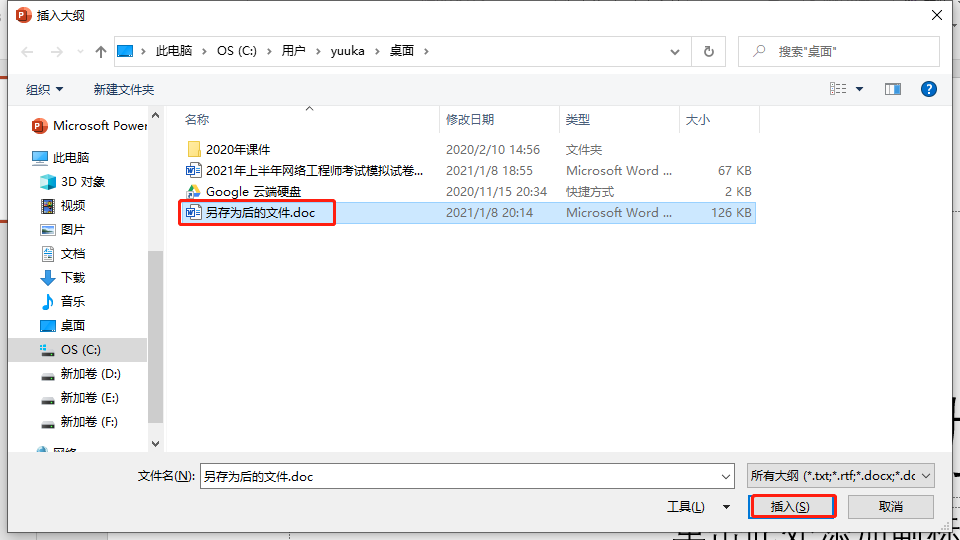 插入大纲
此电脑 > OS (C:) > 用户 > yuuka > 桌面 >
搜索"桌面"
组织
新建文件夹
名称
修改日期
类型
大小
Microsoft Power
此电脑
3D 对象
视频
图片
文档
下载
音乐
桌面
OS (C:)
新加卷 (D:)
新加卷 (E:)
新加卷 (F:)
网络
2020年课件 2020/2/10 14:56 文件夹
2021年上半年网络工程师考试模拟试卷... 2021/1/8 18:55 Microsoft Word ... 67 KB
Google 云端硬盘 2020/11/15 20:34 快捷方式 2 KB
另存为后的文件.doc 2021/1/8 20:14 Microsoft Word ... 126 KB
文件名(N): 另存为后的文件.doc
所有大纲 (*.txt;*.rtf;*.docx;*.dc
工具(L)
插入(S)
取消